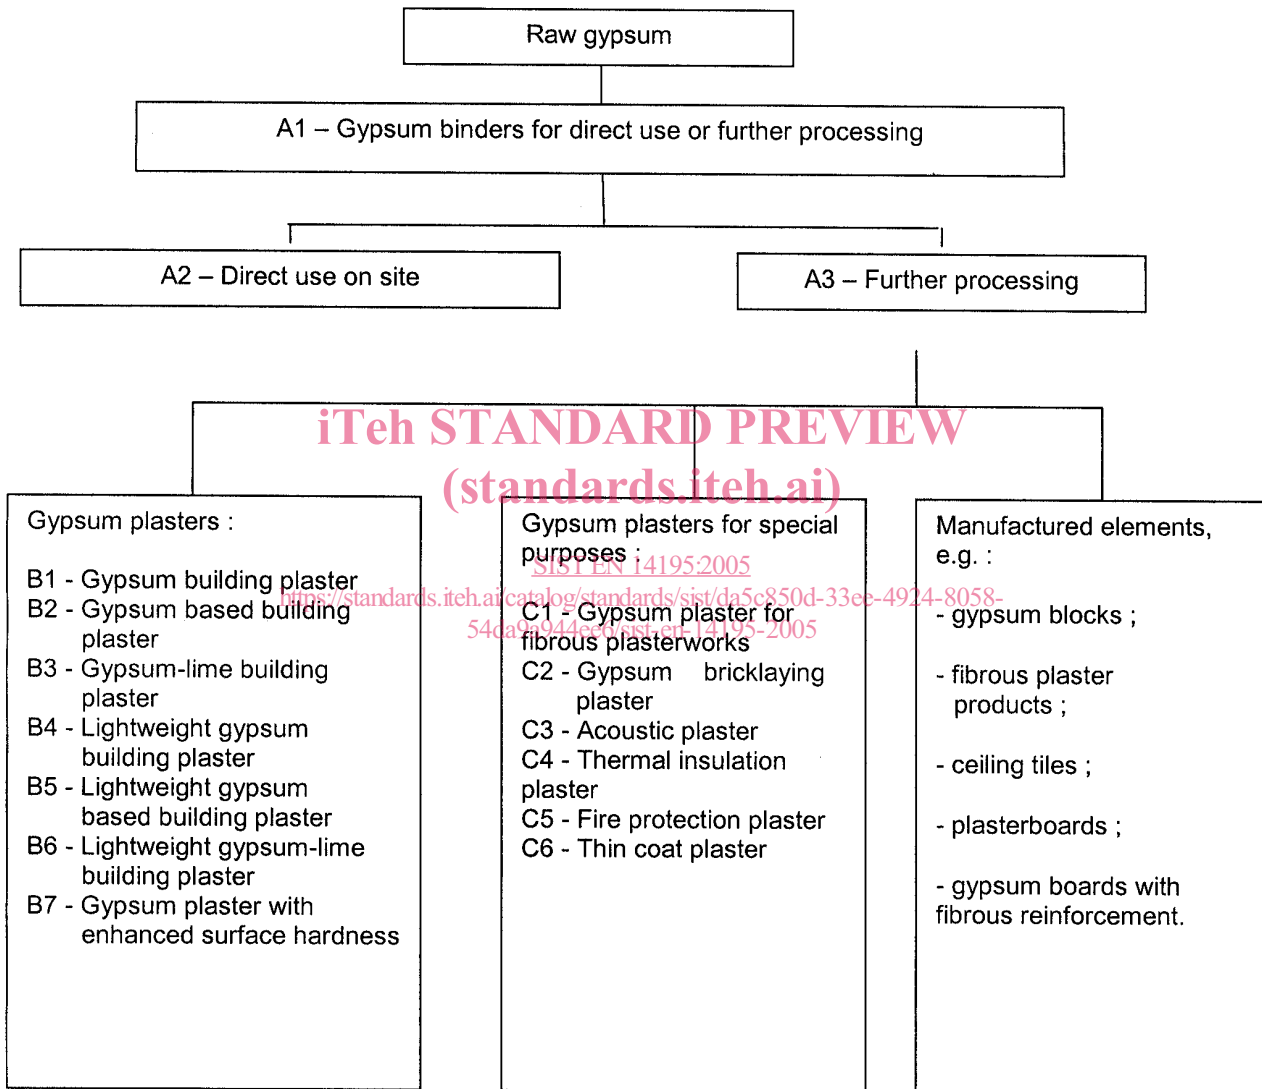 Raw gypsum
A1 – Gypsum binders for direct use or further processing
A2 – Direct use on site
A3 – Further processing
iTeh STANDARD PREVIEW
(standards.iteh.ai)
SIST EN 14195:2005
https://standards.iteh.ai/catalog/standards/sist/da5c850d-33ee-4924-8058-
54da9a944ee6/sist-en-14195-2005
Gypsum plasters :
B1 - Gypsum building plaster
B2 - Gypsum based building
plaster
B3 - Gypsum-lime building
plaster
B4 - Lightweight gypsum
building plaster
B5 - Lightweight gypsum
based building plaster
B6 - Lightweight gypsum-lime
building plaster
B7 - Gypsum plaster with
enhanced surface hardness
Gypsum plasters for special
purposes :
C1 - Gypsum plaster for
fibrous plasterworks
C2 - Gypsum bricklaying
plaster
C3 - Acoustic plaster
C4 - Thermal insulation
plaster
C5 - Fire protection plaster
C6 - Thin coat plaster
Manufactured elements,
e.g. :
- gypsum blocks ;
- fibrous plaster
products ;
- ceiling tiles ;
- plasterboards ;
- gypsum boards with
fibrous reinforcement.